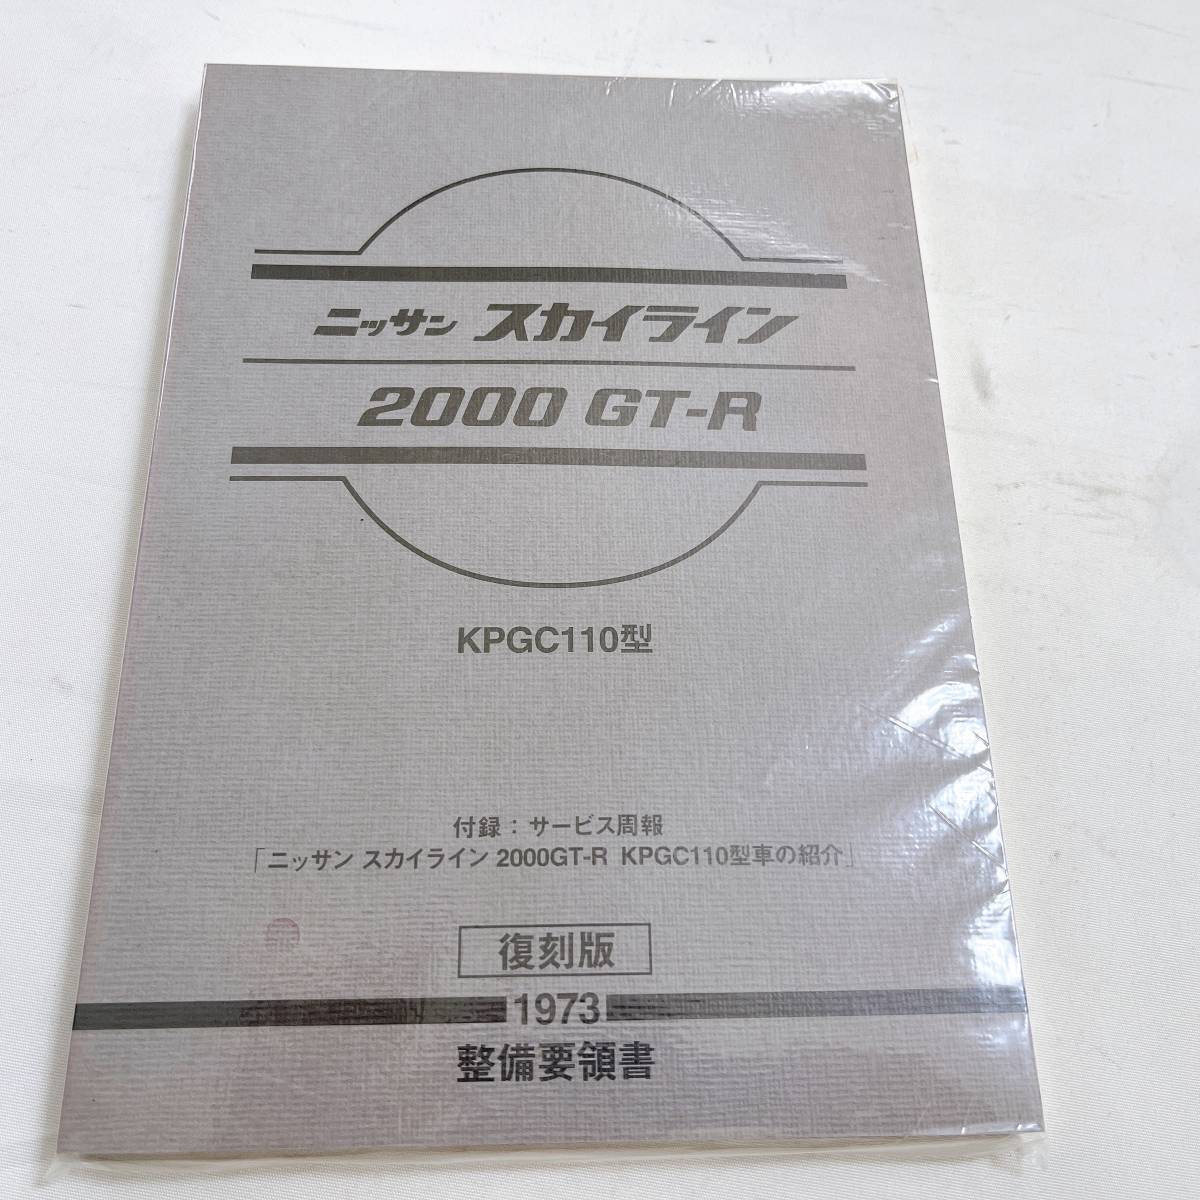 ニッサン スカイライン
2000 GT-R
KPGC110型
付録：サービス周報
「ニッサン スカイライン 2000GT-R KPGC110型車の紹介」
復刻版
1973
整備要領書